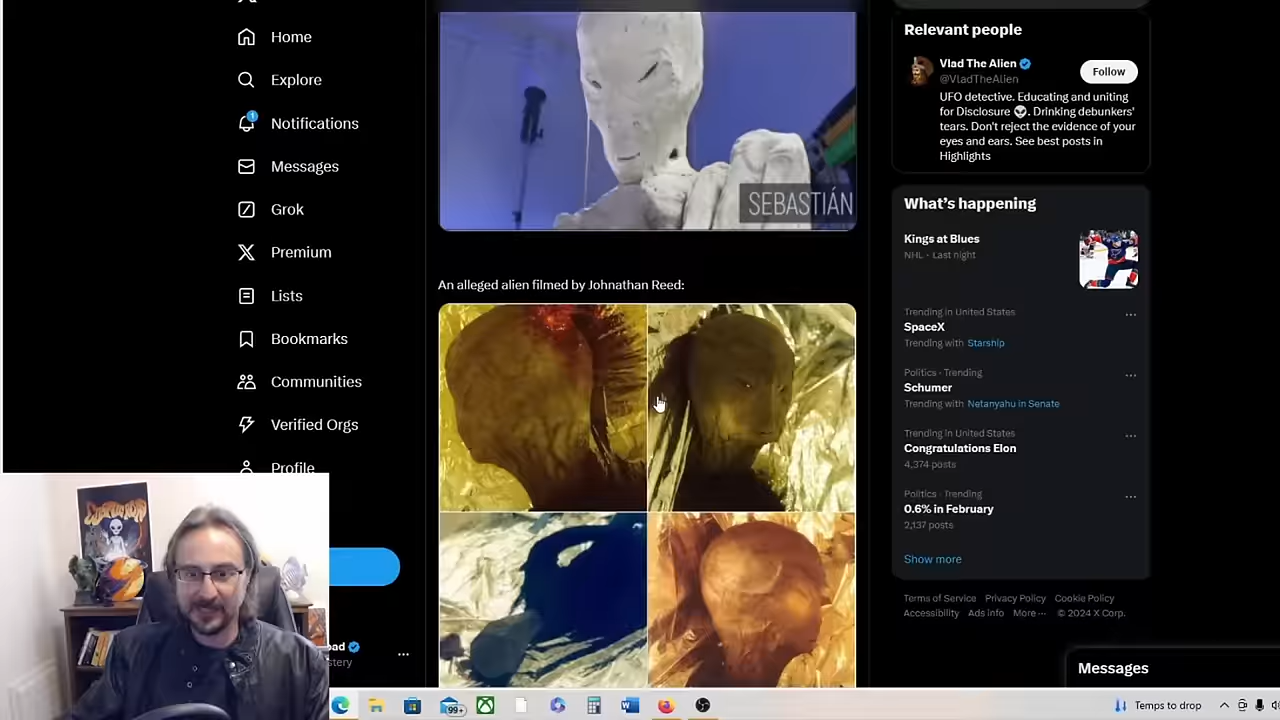 Home
Explore
1
Notifications
Messages
Grok
Premium
Lists
Bookmarks
Communities
Verified Orgs
Profile
SEBASTIÁN
An alleged alien filmed by Johnathan Reed:
Relevant people
Vlad The Alien
@VladTheAlien
Follow
UFO detective. Educating and uniting
for Disclosure 👽. Drinking debunkers'
tears. Don't reject the evidence of your
eyes and ears. See best posts in
Highlights
What's happening
Kings at Blues
NHL · Last night
Trending in United States
SpaceX
Trending with Starship
Politics · Trending
Schumer
Trending with Netanyahu in Senate
Trending in United States
Congratulations Elon
4,374 posts
Politics · Trending
0.6% in February
2,137 posts
Show more
Terms of Service Privacy Policy Cookie Policy
Accessibility Ads info More ··· © 2024 X Corp.
Messages
99+
Temps to drop